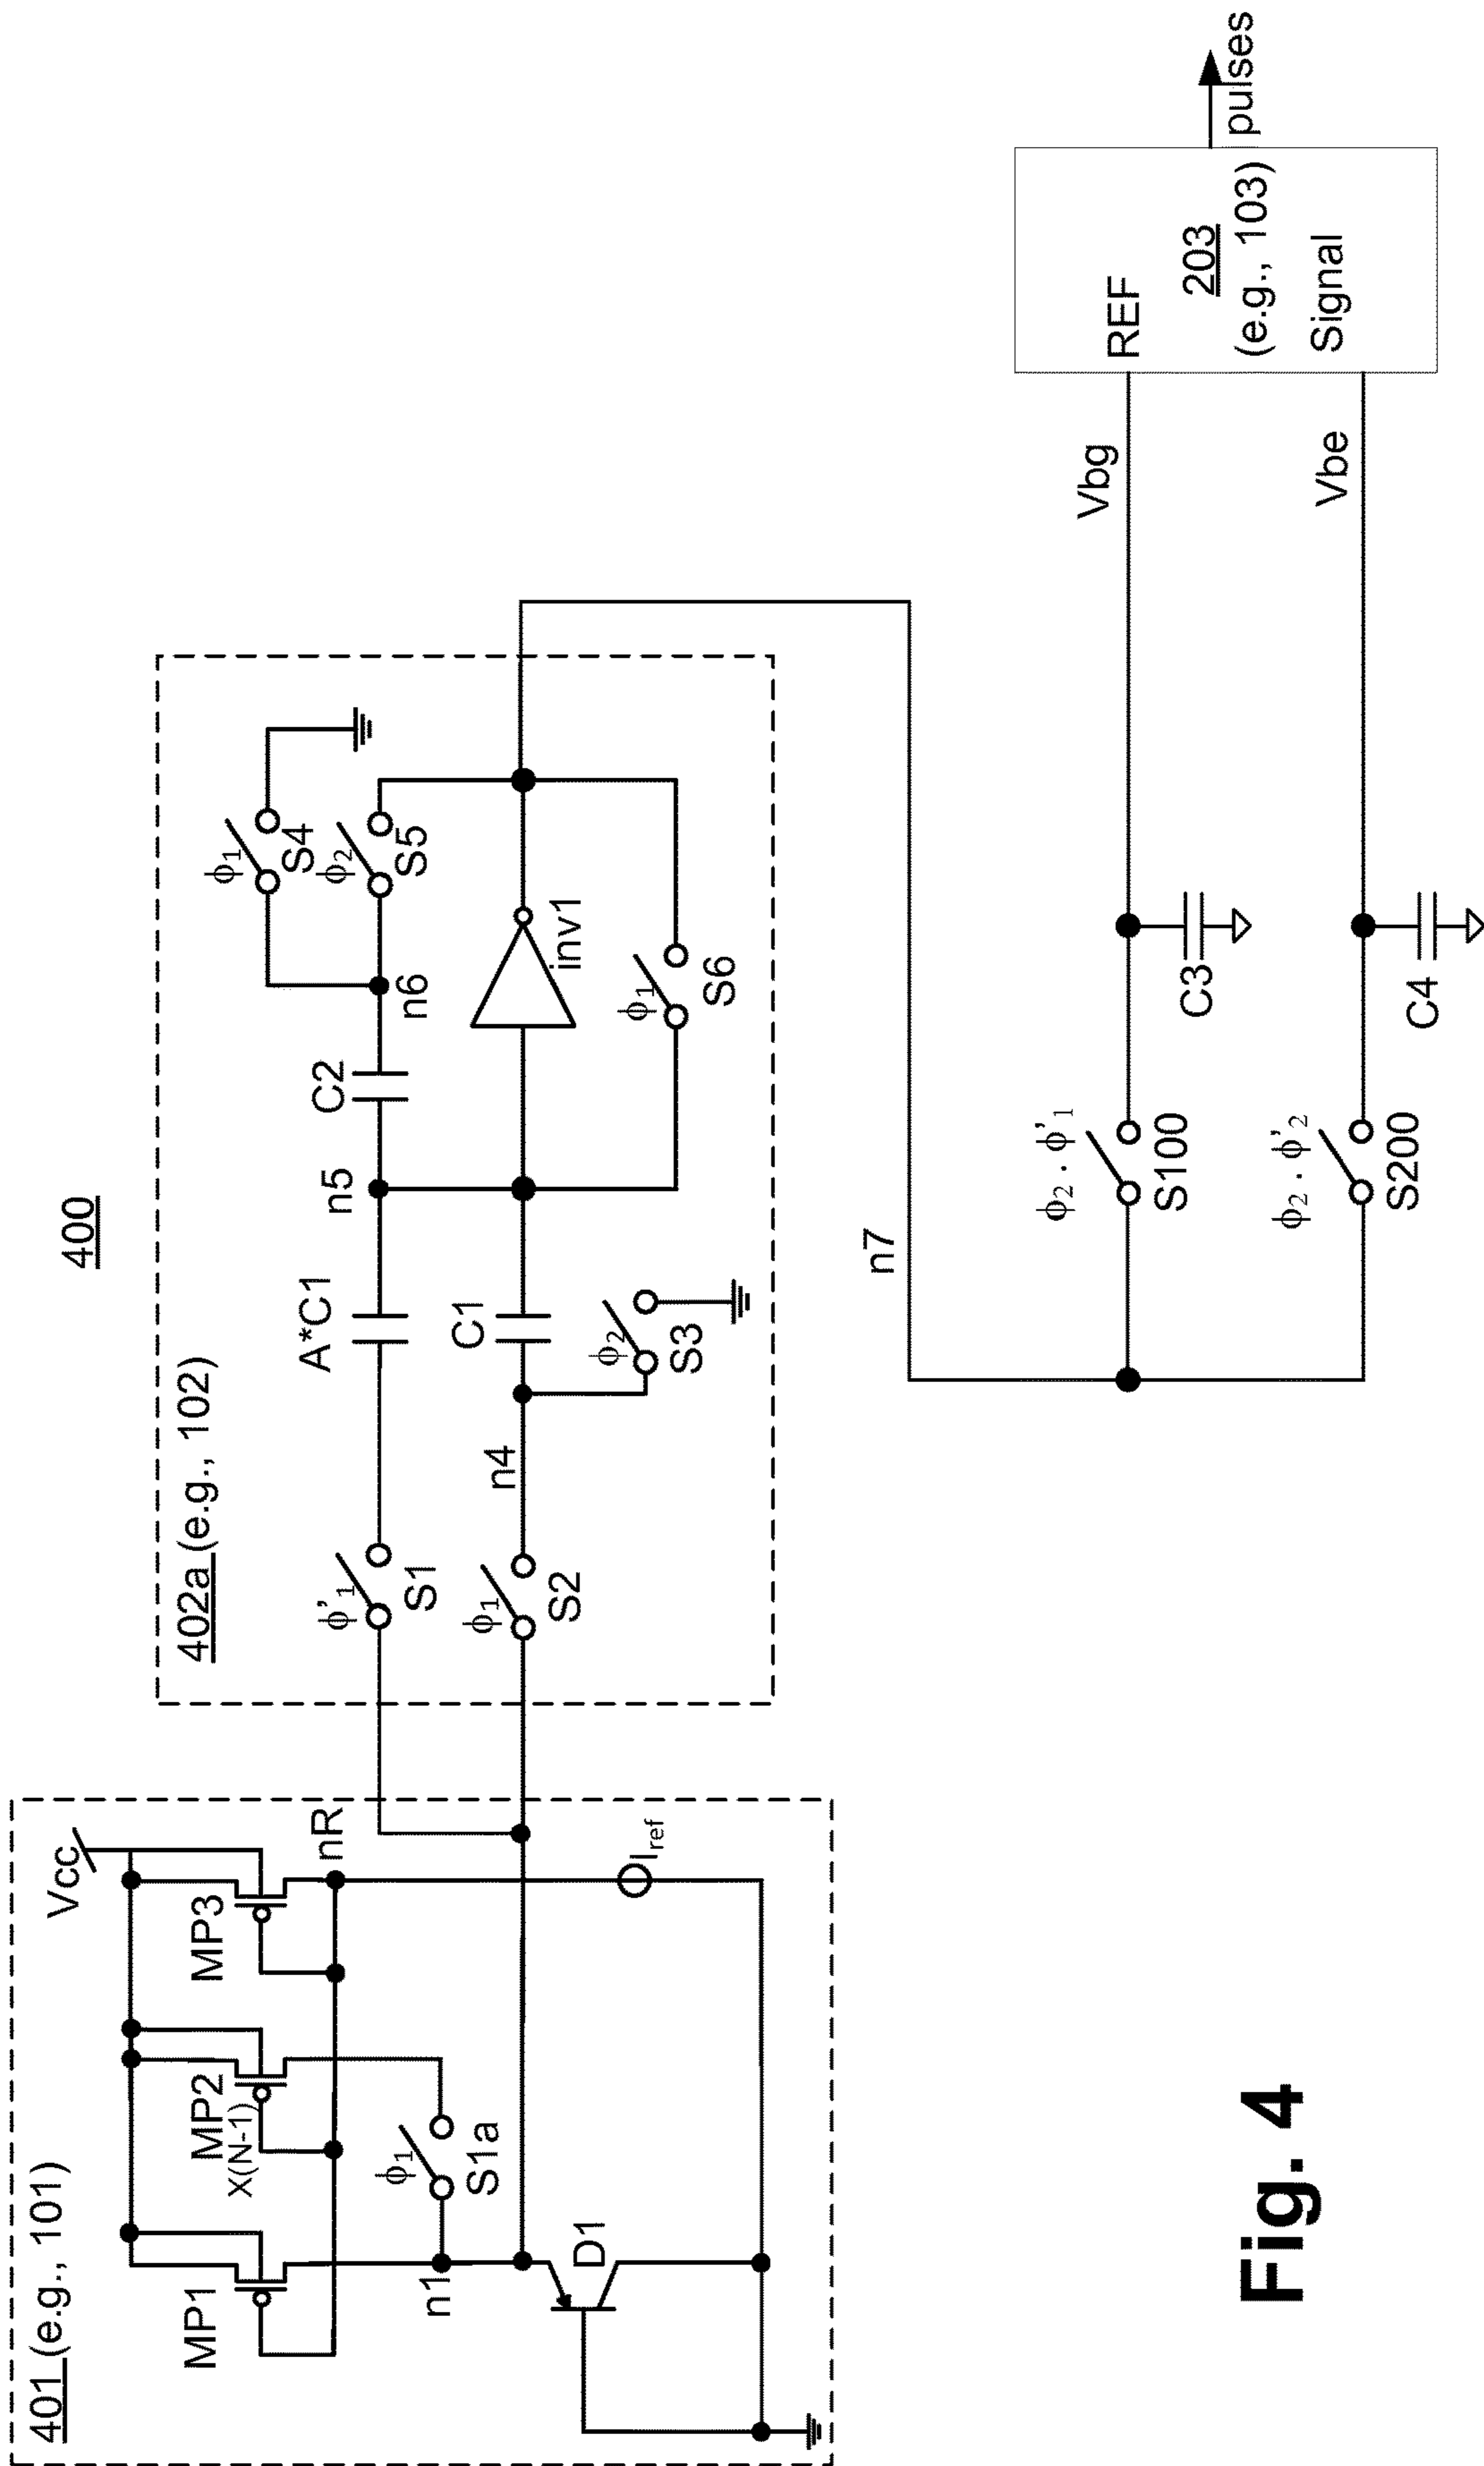 400
401 (e.g., 101)
Vcc
MP1
MP2
X(N-1)
MP3
nR
ϕ1
S1a
n1
D1
Iref
402a (e.g., 102)
ϕ'1
S1
A*C1
n5
C2
n6
ϕ1
S4
ϕ2
S5
ϕ1
S2
n4
C1
ϕ2
S3
inv1
ϕ1
S6
n7
ϕ2 . ϕ'1
S100
C3
Vbg
ϕ2 . ϕ'2
S200
C4
Vbe
REF
203
(e.g., 103)
Signal
pulses
Fig. 4